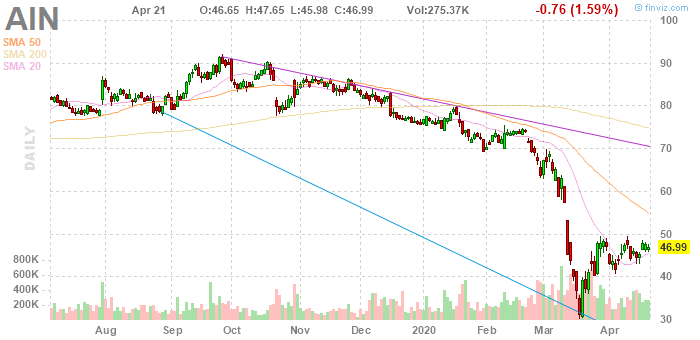 AIN Apr 21 O:46.65 H:47.65 L:45.98 C:46.99 Vol:275.37K -0.76 (1.59%) © finviz.com
SMA 50
SMA 200
SMA 20
DAILY
90
80
70
60
50
46.99
40
30
800K
600K
400K
200K
Aug Sep Oct Nov Dec 2020 Feb Mar Apr